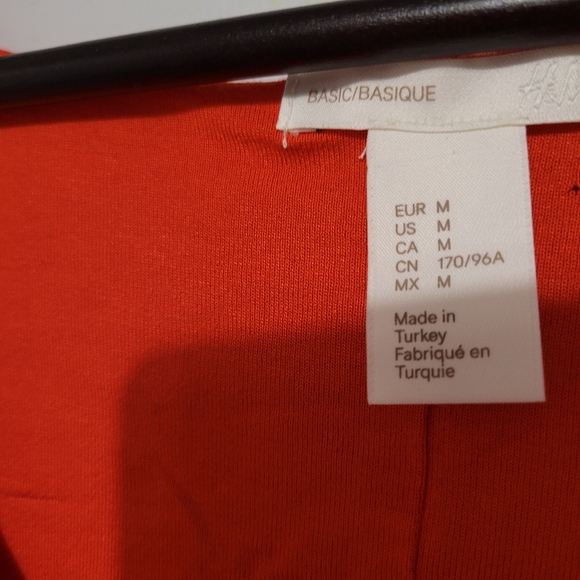 BASIC/BASIQUE
EUR M
US M
CA M
CN 170/96A
MX M
Made in
Turkey
Fabriqué en
Turquie